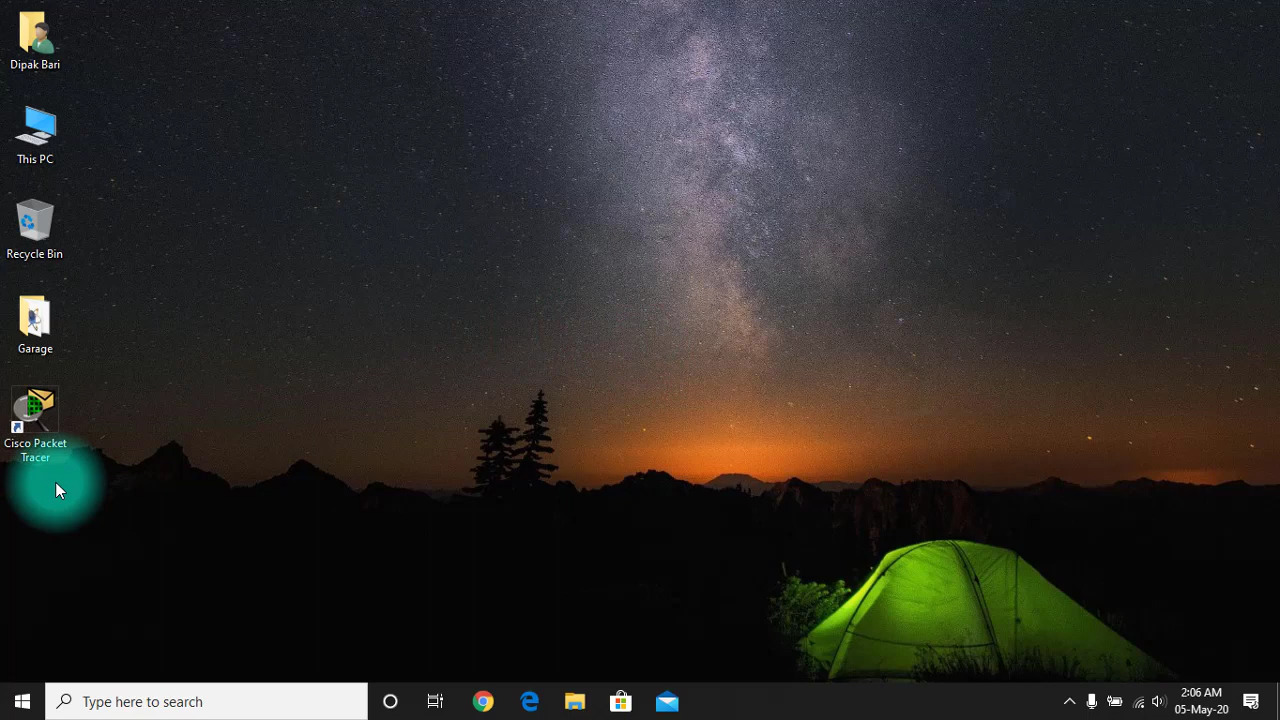 Dipak Bari
This PC
Recycle Bin
Garage
Cisco Packet
Tracer
Type here to search
2:06 AM
05-May-20